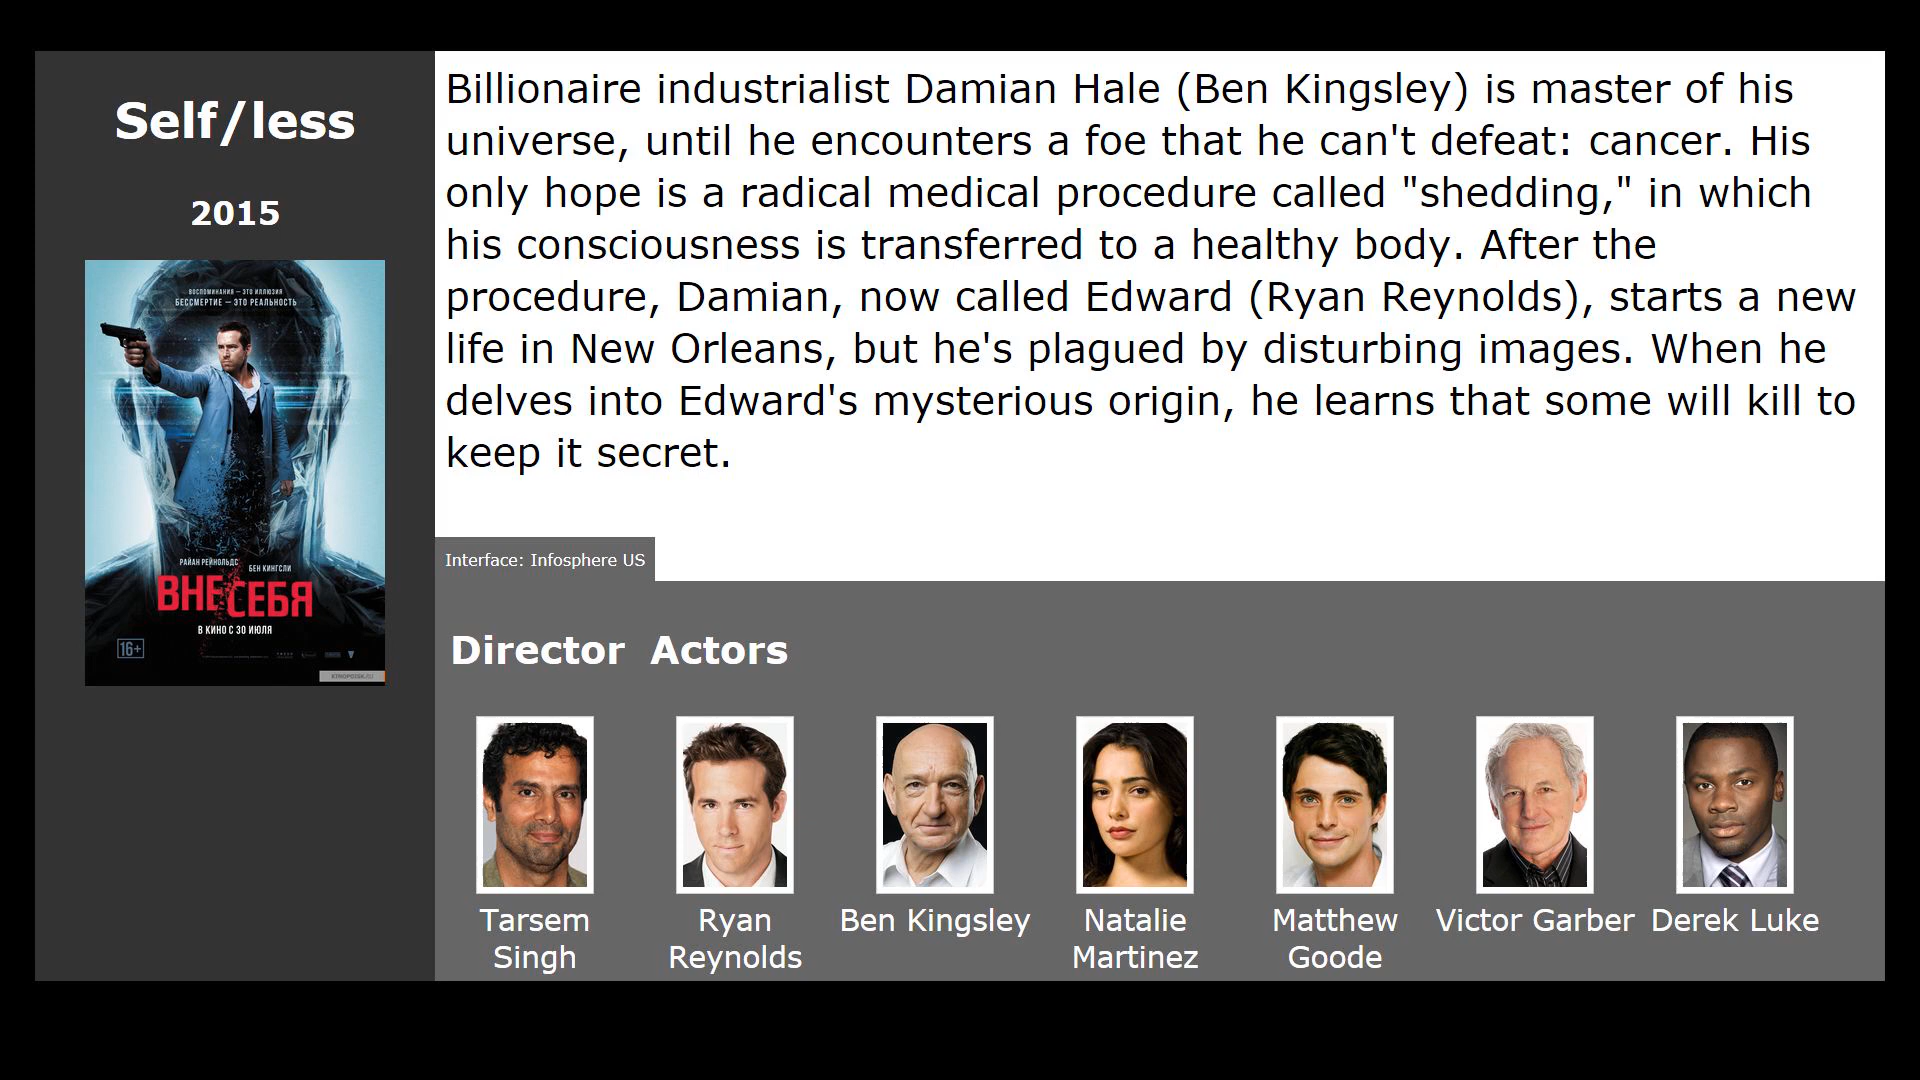 Self/less
2015
ВОСПОМИНАНИЯ — ЭТО ИЛЛЮЗИЯ
БЕССМЕРТИЕ — ЭТО РЕАЛЬНОСТЬ
РАЙАН РЕЙНОЛЬДС
БЕН КИНГСЛИ
ВНЕ СЕБЯ
В КИНО С 30 ИЮЛЯ
16+
KINOPOISK.RU
Billionaire industrialist Damian Hale (Ben Kingsley) is master of his
universe, until he encounters a foe that he can't defeat: cancer. His
only hope is a radical medical procedure called "shedding," in which
his consciousness is transferred to a healthy body. After the
procedure, Damian, now called Edward (Ryan Reynolds), starts a new
life in New Orleans, but he's plagued by disturbing images. When he
delves into Edward's mysterious origin, he learns that some will kill to
keep it secret.
Interface: Infosphere US
Director Actors
Tarsem
Singh
Ryan
Reynolds
Ben Kingsley
Natalie
Martinez
Matthew
Goode
Victor Garber
Derek Luke